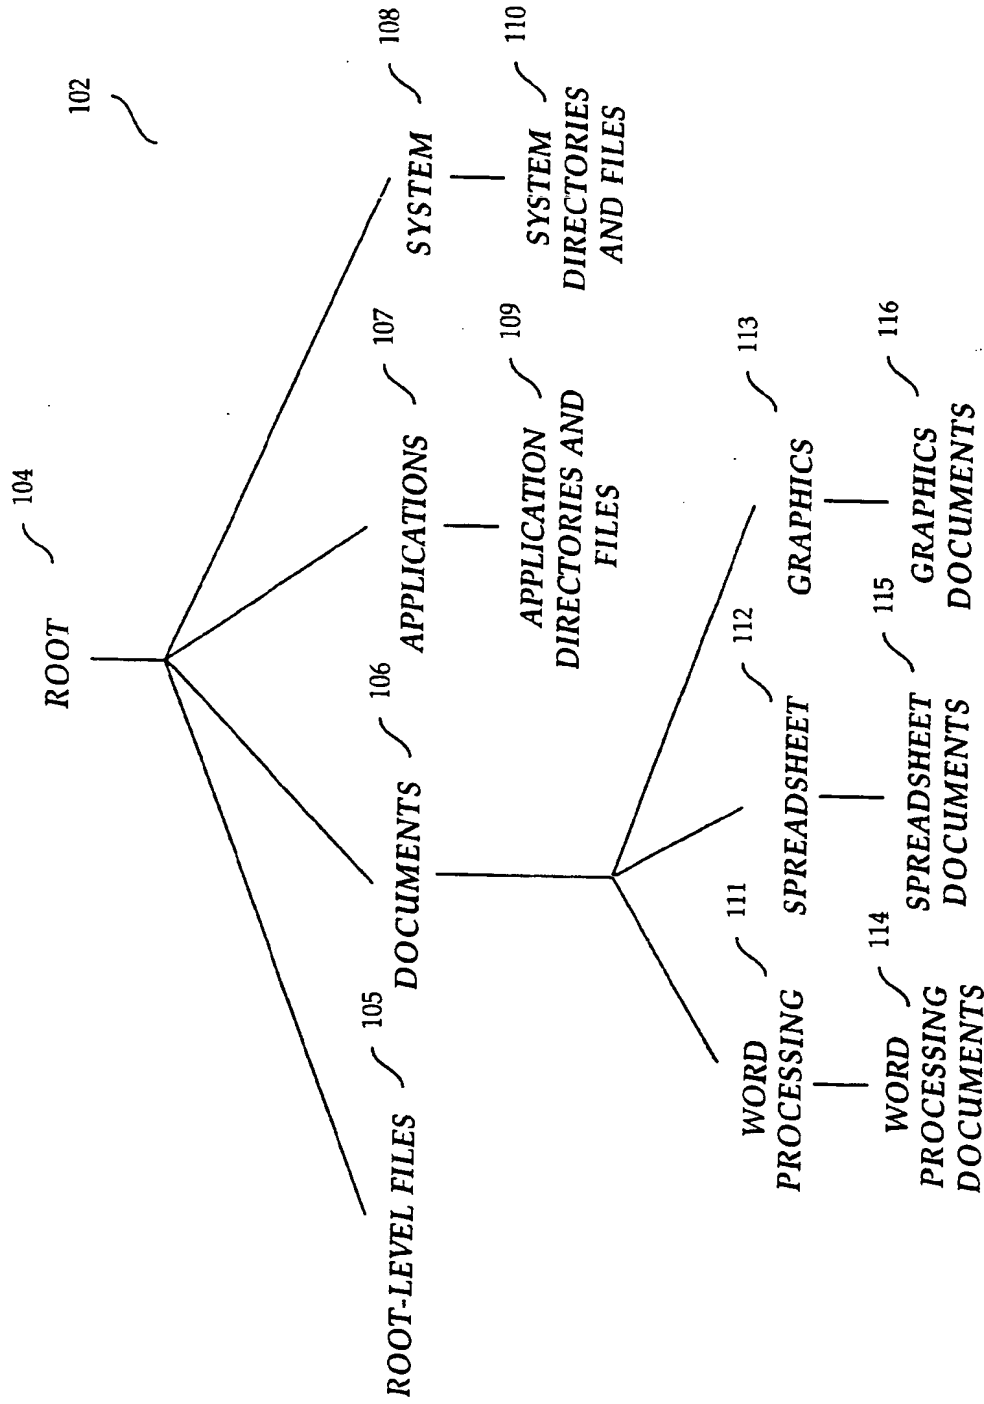 102
104
ROOT
105
106
107
108
ROOT-LEVEL FILES
DOCUMENTS
APPLICATIONS
SYSTEM
109
110
APPLICATION
DIRECTORIES AND
FILES
SYSTEM
DIRECTORIES
AND FILES
111
112
113
WORD
PROCESSING
SPREADSHEET
GRAPHICS
114
115
116
WORD
PROCESSING
DOCUMENTS
SPREADSHEET
DOCUMENTS
GRAPHICS
DOCUMENTS